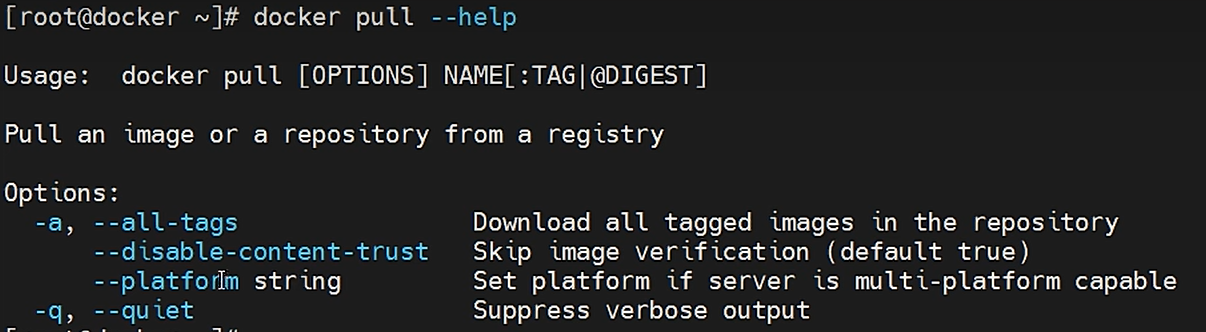 [root@docker ~]# docker pull --help
Usage:  docker pull [OPTIONS] NAME[:TAG|@DIGEST]
Pull an image or a repository from a registry
Options:
  -a, --all-tags                Download all tagged images in the repository
      --disable-content-trust   Skip image verification (default true)
      --platform string         Set platform if server is multi-platform capable
  -q, --quiet                   Suppress verbose output